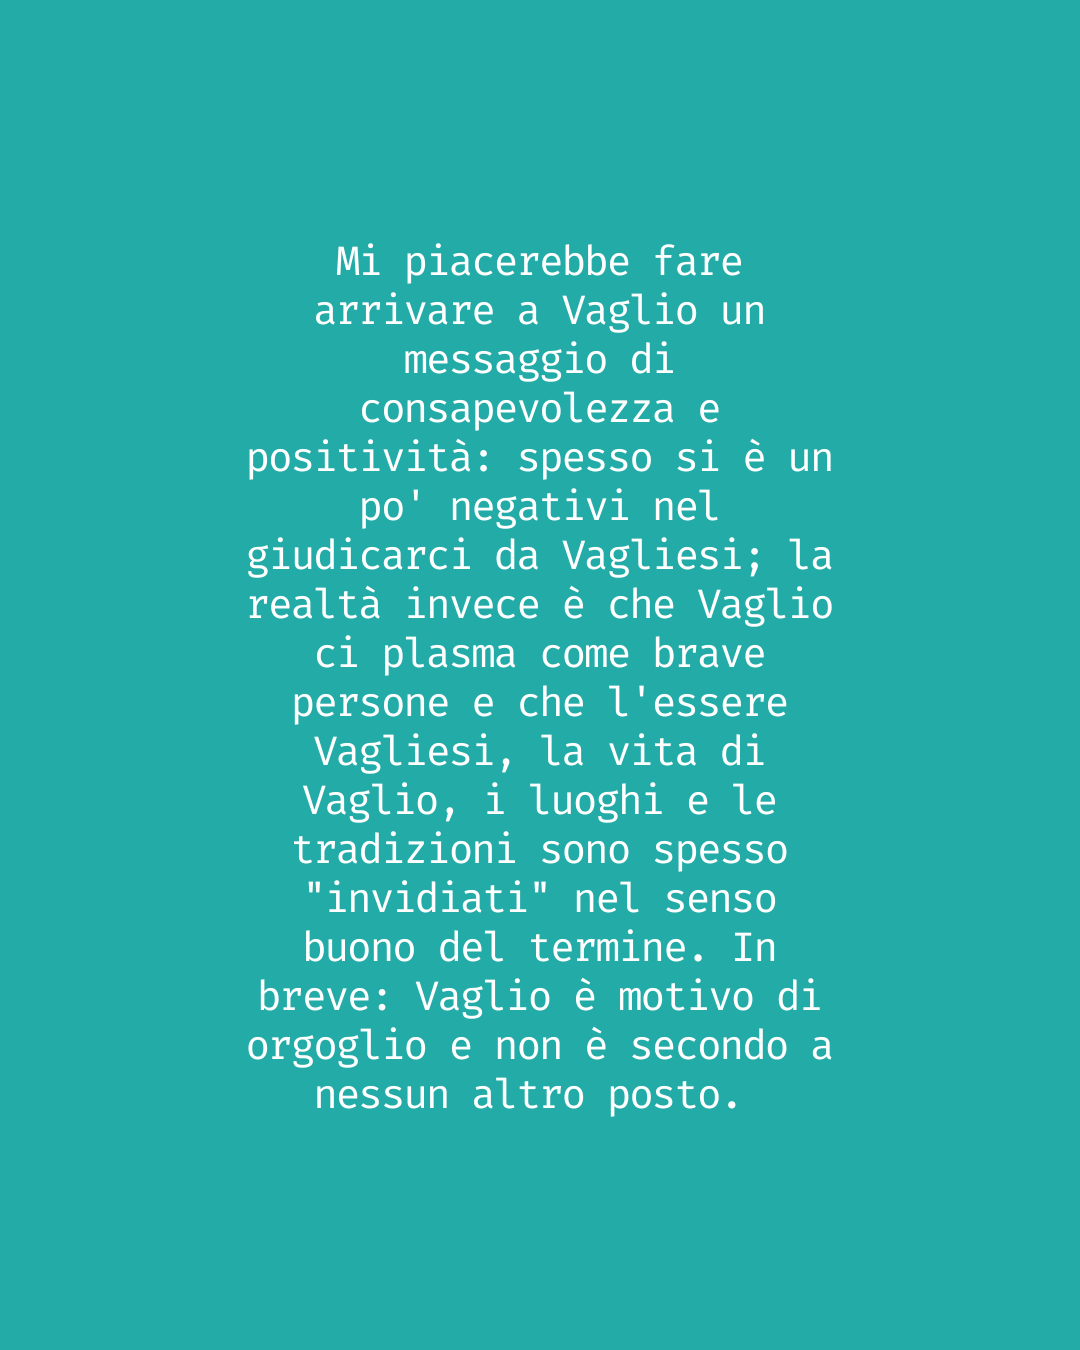 Mi piacerebbe fare
arrivare a Vaglio un
messaggio di
consapevolezza e
positività: spesso si è un
po' negativi nel
giudicarci da Vagliesi; la
realtà invece è che Vaglio
ci plasma come brave
persone e che l'essere
Vagliesi, la vita di
Vaglio, i luoghi e le
tradizioni sono spesso
"invidiati" nel senso
buono del termine. In
breve: Vaglio è motivo di
orgoglio e non è secondo a
nessun altro posto.